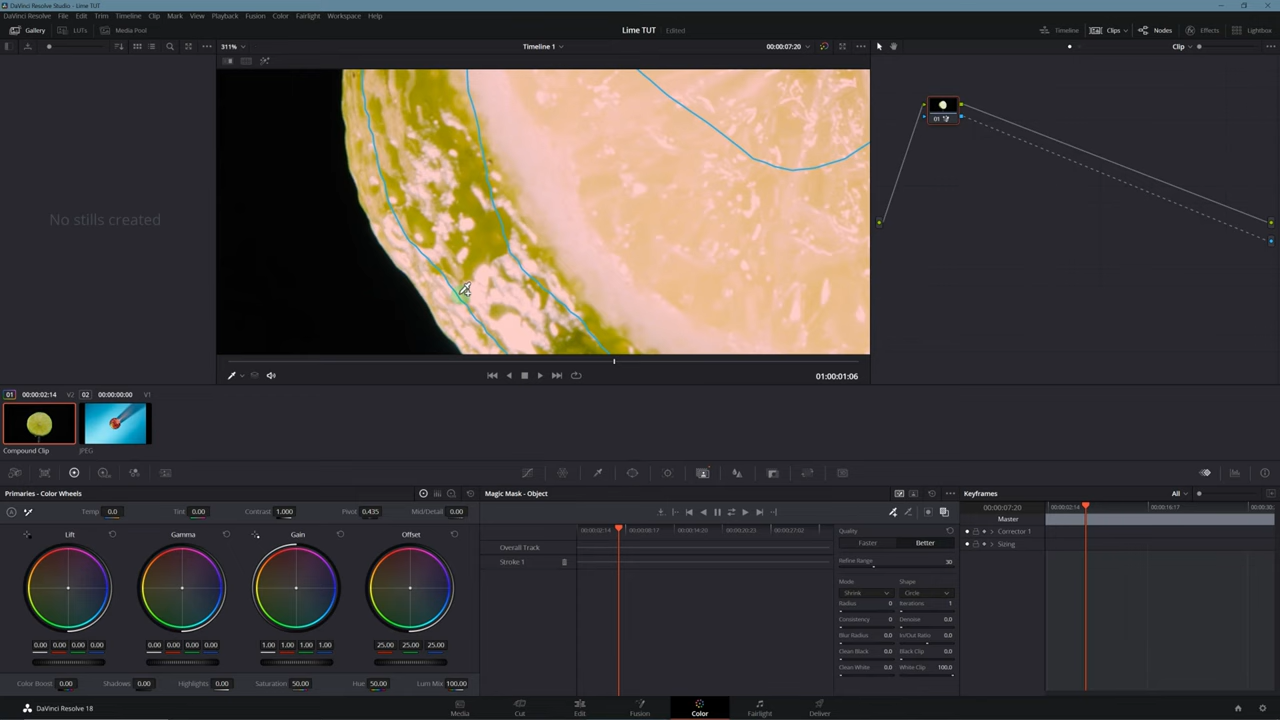 DaVinci Resolve Studio - Lime TUT
DaVinci Resolve File Edit Trim Timeline Clip Mark View Playback Fusion Color Fairlight Workspace Help
Gallery LUTs Media Pool Lime TUT Edited Timeline Clips Nodes Effects Lightbox
311% Timeline 1 00:00:07:20 Clip
01
No stills created
01:00:01:06
01 00:00:02:14 V2 02 00:00:00:00 V1
Compound Clip JPEG
Primaries - Color Wheels Magic Mask - Object Keyframes All
Temp 0.0 Tint 0.00 Contrast 1.000 Pivot 0.435 Mid/Detail 0.00
00:00:07:20 00:00:02:14 00:00:16:17
Master
Lift Gamma Gain Offset
Overall Track
Stroke 1
Quality
Faster Better
Refine Range 30
Mode Shape
Shrink Circle
Radius 0 Iterations 1
Consistency 0 Denoise 0.0
Blur Radius 0.0 In/Out Ratio 0.0
Clean Black 0.0 Black Clip 0.0
Clean White 0.0 White Clip 100.0
Corrector 1
Sizing
0.00 0.00 0.00 0.00 0.00 0.00 0.00 0.00 1.00 1.00 1.00 1.00 25.00 25.00 25.00
Color Boost 0.00 Shadows 0.00 Highlights 0.00 Saturation 50.00 Hue 50.00 Lum Mix 100.00
DaVinci Resolve 18 Media Cut Edit Fusion Color Fairlight Deliver